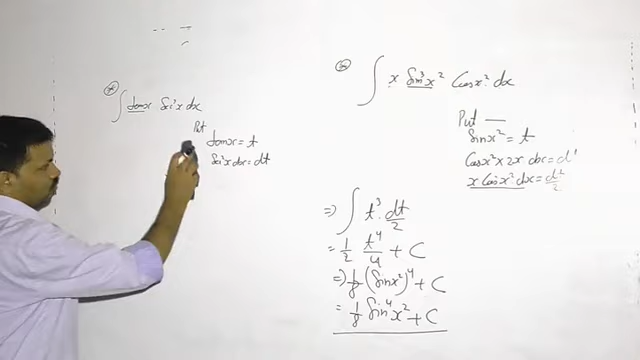 ∫ tanx Sec²x dx
Put
tanx = t
Sec²x dx = dt
∫ x Sin³x² Cosx² dx
Put —
Sinx² = t
Cosx² × 2x dx = dt
x Cosx² dx = dt/2
⇒ ∫ t³ dt/2
= 1/2 t⁴/4 + C
⇒ 1/8 (Sinx²)⁴ + C
= 1/8 Sin⁴x² + C